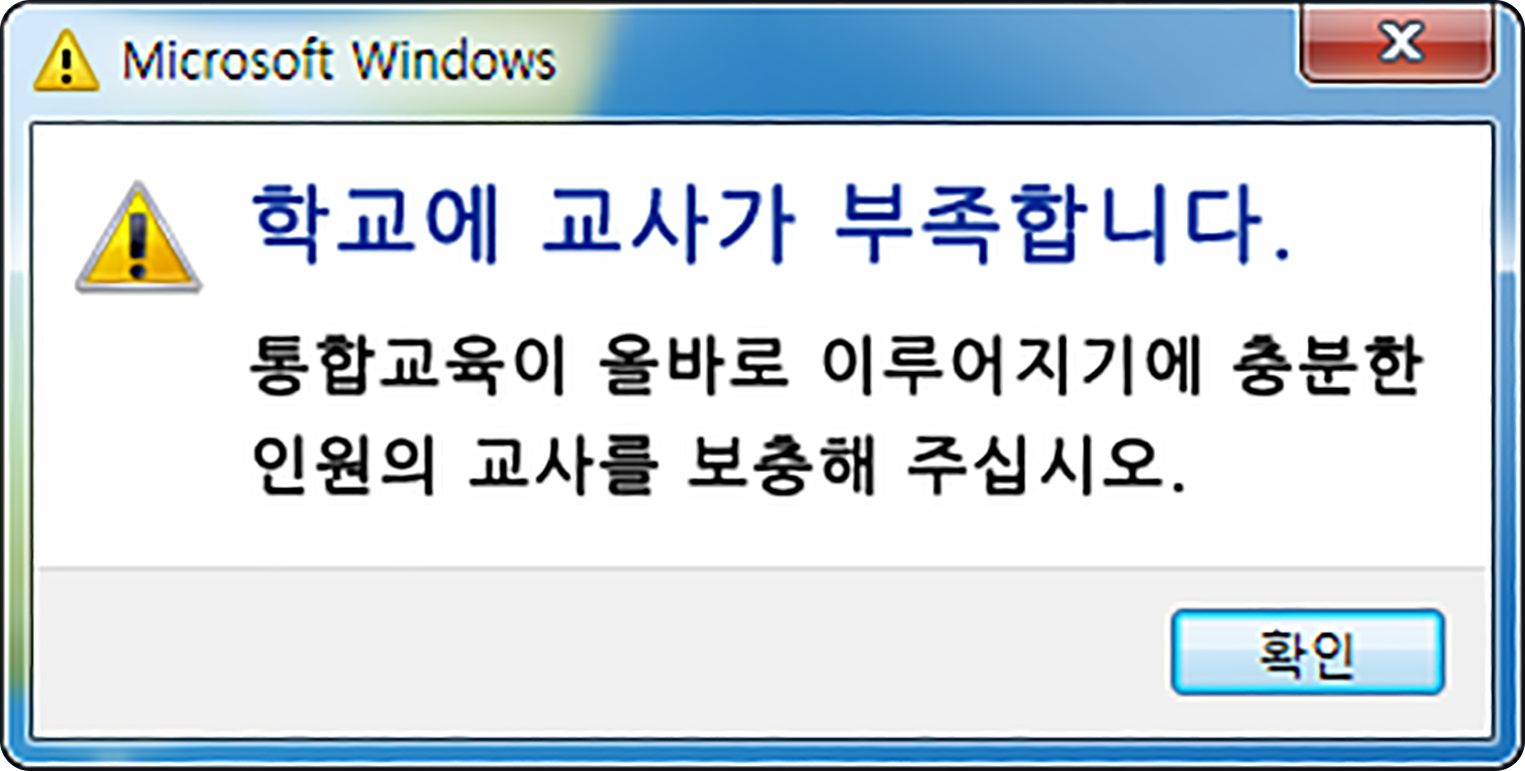 Microsoft Windows
학교에 교사가 부족합니다.
통합교육이 올바로 이루어지기에 충분한
인원의 교사를 보충해 주십시오.
확인